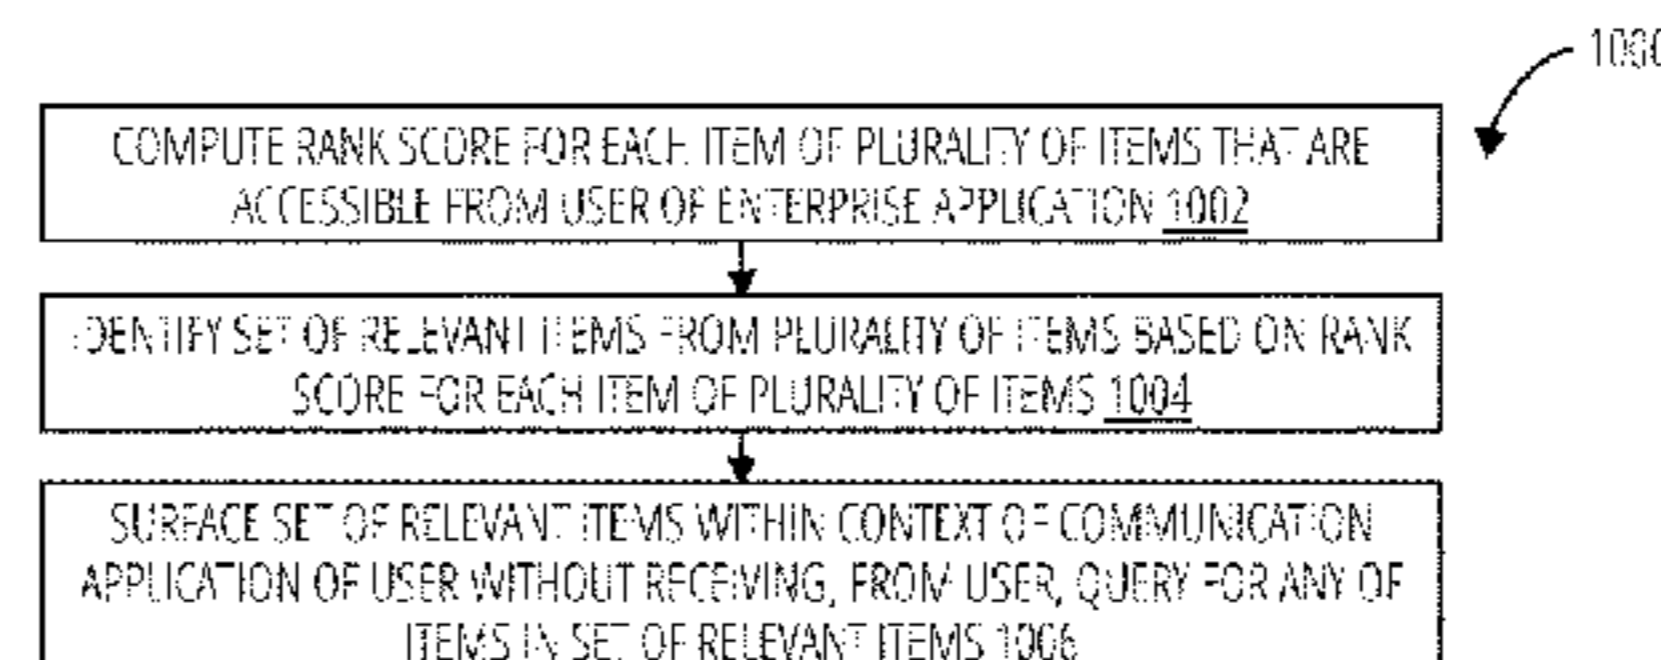 1000
COMPUTE RANK SCORE FOR EACH ITEM OF PLURALITY OF ITEMS THAT ARE
ACCESSIBLE FROM USER OF ENTERPRISE APPLICATION 1002
IDENTIFY SET OF RELEVANT ITEMS FROM PLURALITY OF ITEMS BASED ON RANK
SCORE FOR EACH ITEM OF PLURALITY OF ITEMS 1004
SURFACE SET OF RELEVANT ITEMS WITHIN CONTEXT OF COMMUNICATION
APPLICATION OF USER WITHOUT RECEIVING, FROM USER, QUERY FOR ANY OF
ITEMS IN SET OF RELEVANT ITEMS 1006